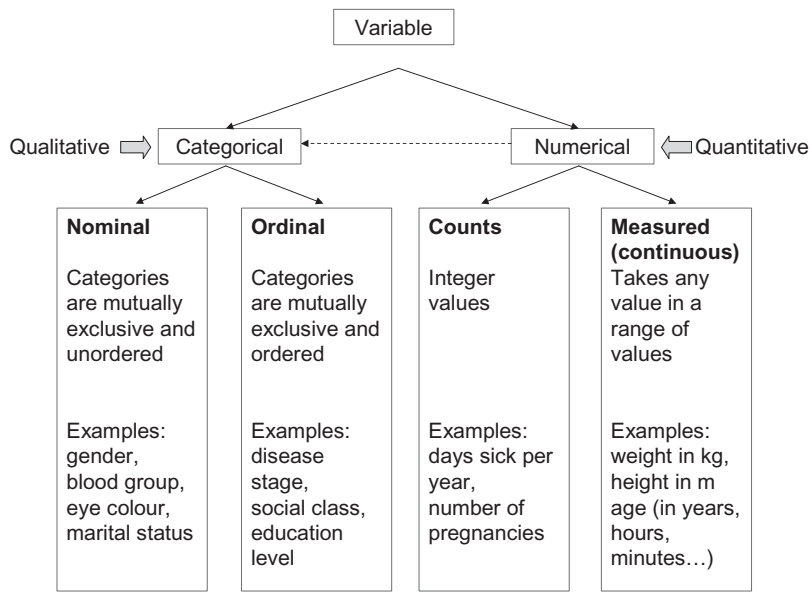 Variable
Qualitative
Categorical
Numerical
Quantitative
Nominal
Categories
are mutually
exclusive and
unordered
Examples:
gender,
blood group,
eye colour,
marital status
Ordinal
Categories
are mutually
exclusive and
ordered
Examples:
disease
stage,
social class,
education
level
Counts
Integer
values
Examples:
days sick per
year,
number of
pregnancies
Measured
(continuous)
Takes any
value in a
range of
values
Examples:
weight in kg,
height in m
age (in years,
hours,
minutes…)